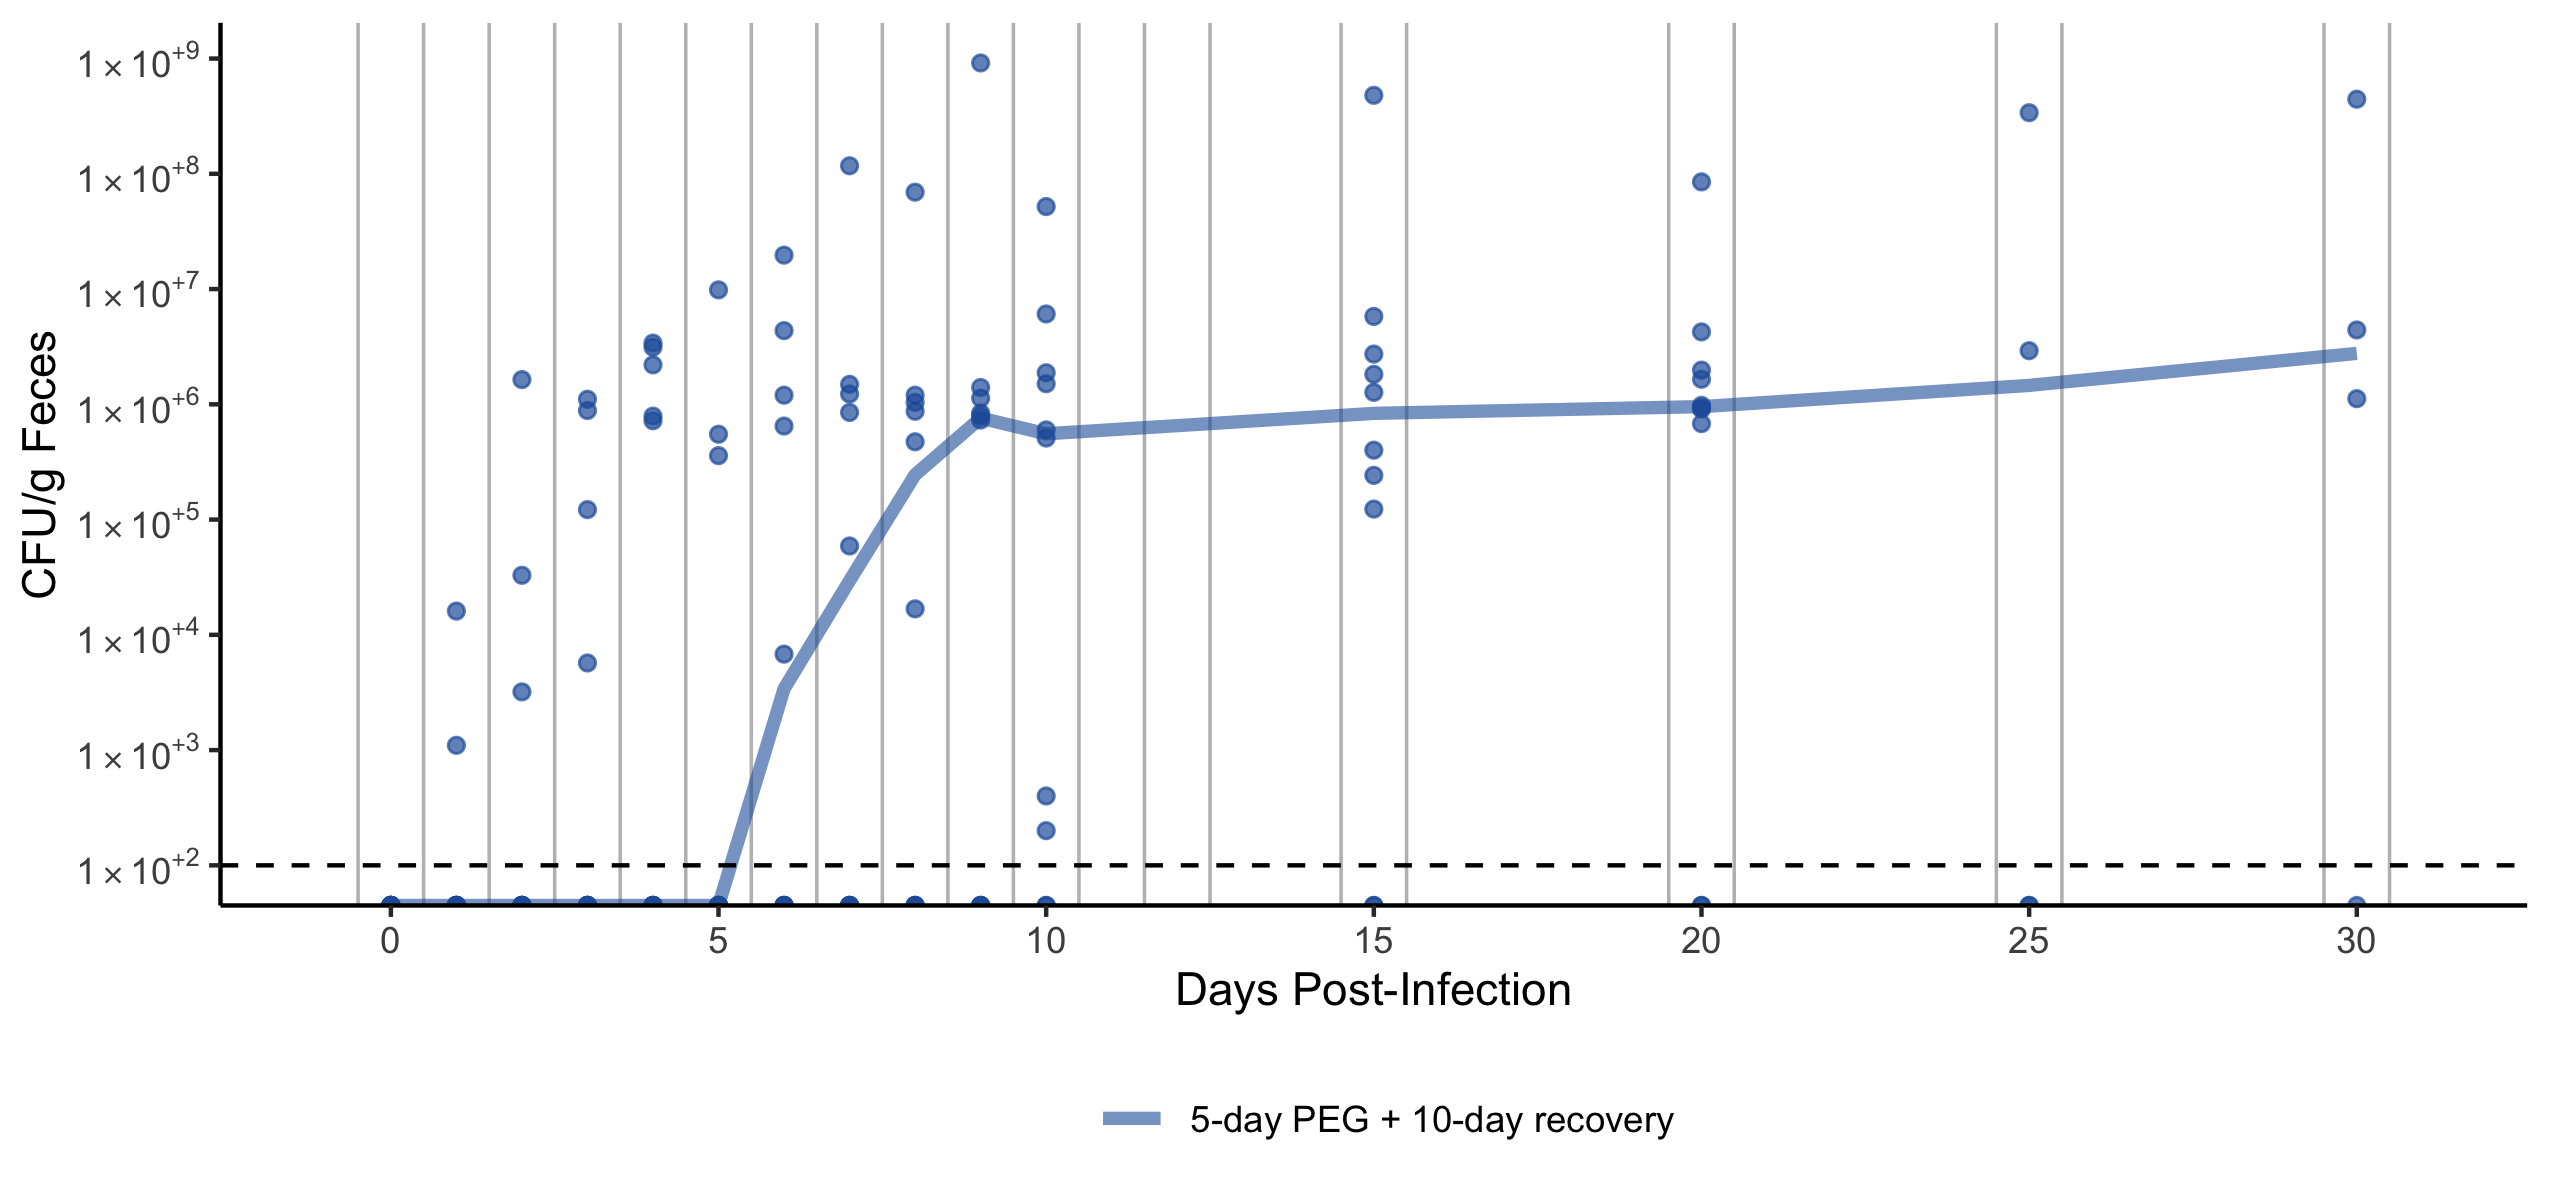 1×10⁺⁹
1×10⁺⁸
1×10⁺⁷
1×10⁺⁶
1×10⁺⁵
1×10⁺⁴
1×10⁺³
1×10⁺²
CFU/g Feces
0 5 10 15 20 25 30
Days Post-Infection
5-day PEG + 10-day recovery